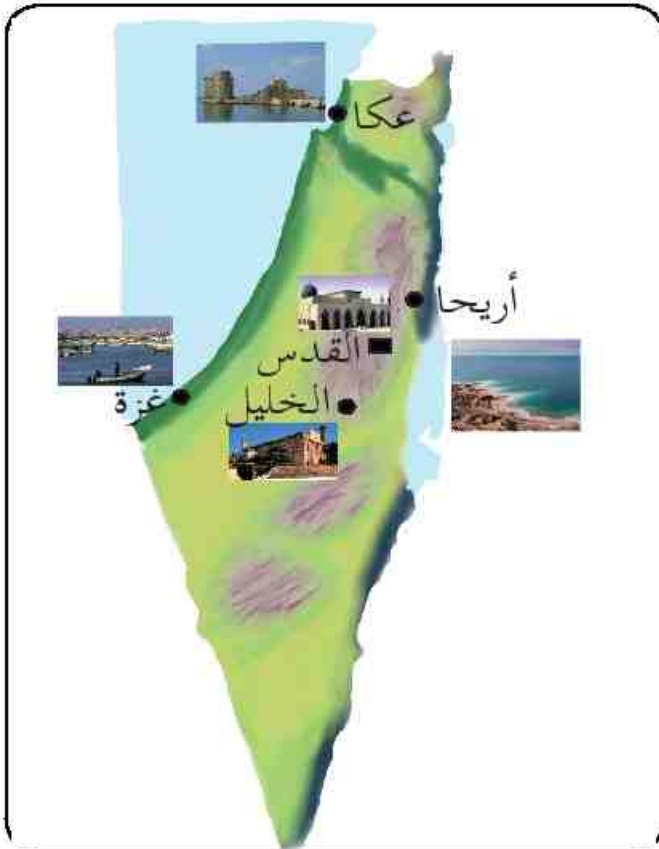 عكا
أريحا
القدس
الخليل
غزة